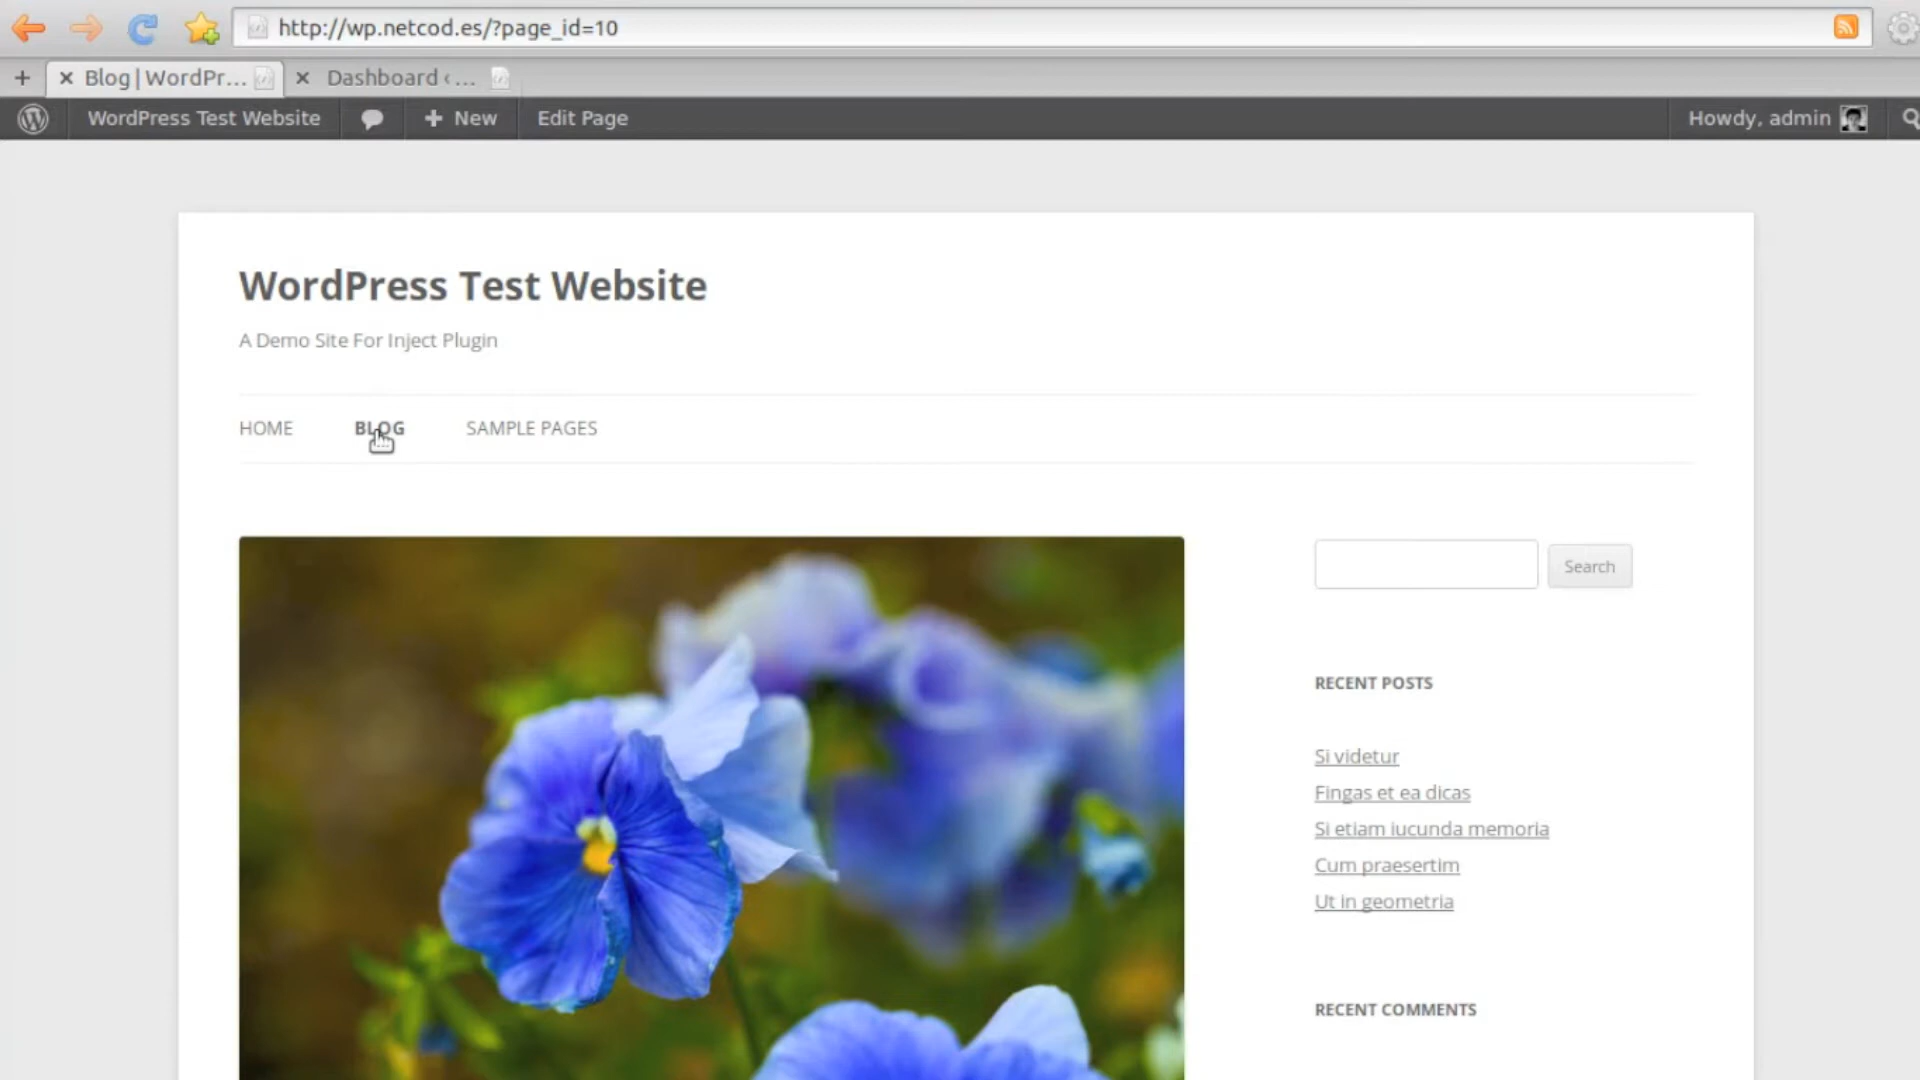 http://wp.netcod.es/?page_id=10
Blog | WordPr...
Dashboard ‹ ...
WordPress Test Website
New
Edit Page
Howdy, admin
WordPress Test Website
A Demo Site For Inject Plugin
HOME
BLOG
SAMPLE PAGES
Search
RECENT POSTS
Si videtur
Fingas et ea dicas
Si etiam iucunda memoria
Cum praesertim
Ut in geometria
RECENT COMMENTS